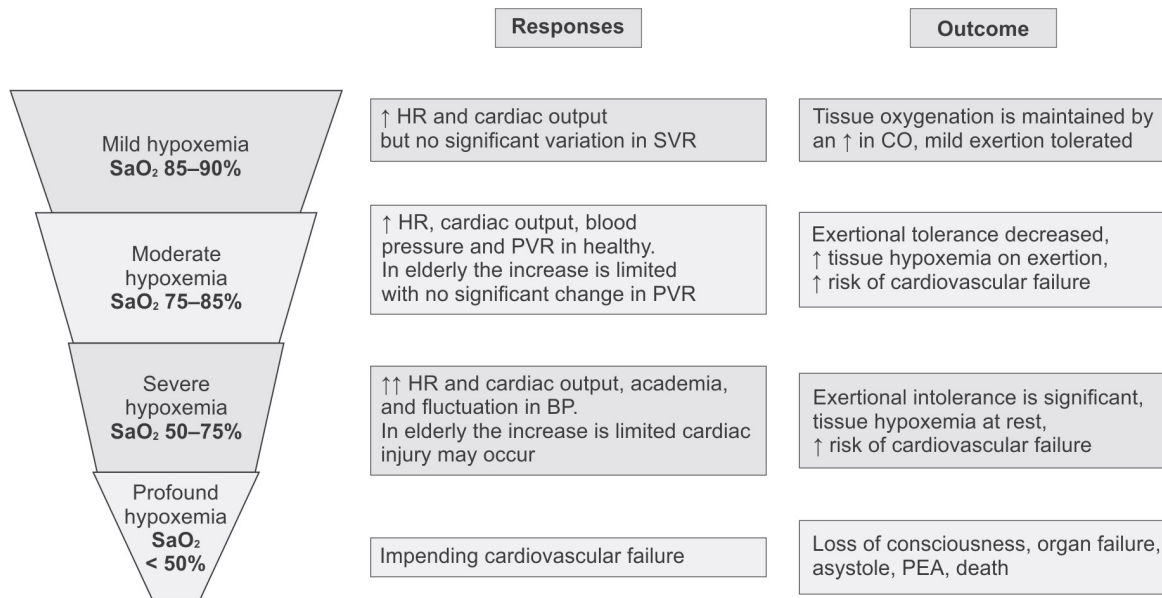 Responses
Outcome
Mild hypoxemia
SaO₂ 85–90%
↑ HR and cardiac output
but no significant variation in SVR
Tissue oxygenation is maintained by
an ↑ in CO, mild exertion tolerated
Moderate
hypoxemia
SaO₂ 75–85%
↑ HR, cardiac output, blood
pressure and PVR in healthy.
In elderly the increase is limited
with no significant change in PVR
Exertional tolerance decreased,
↑ tissue hypoxemia on exertion,
↑ risk of cardiovascular failure
Severe
hypoxemia
SaO₂ 50–75%
↑↑ HR and cardiac output, academia,
and fluctuation in BP.
In elderly the increase is limited cardiac
injury may occur
Exertional intolerance is significant,
tissue hypoxemia at rest,
↑ risk of cardiovascular failure
Profound
hypoxemia
SaO₂
< 50%
Impending cardiovascular failure
Loss of consciousness, organ failure,
asystole, PEA, death